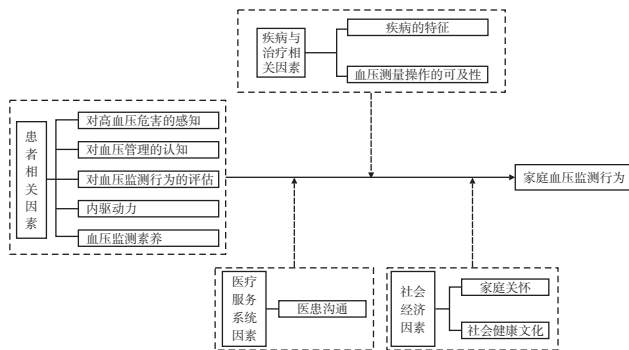 疾病与
治疗相
关因素
疾病的特征
血压测量操作的可及性
患
者
相
关
因
素
对高血压危害的感知
对血压管理的认知
对血压监测行为的评估
内驱动力
血压监测素养
家庭血压监测行为
医疗
服务
系统
因素
医患沟通
社会
经济
因素
家庭关怀
社会健康文化